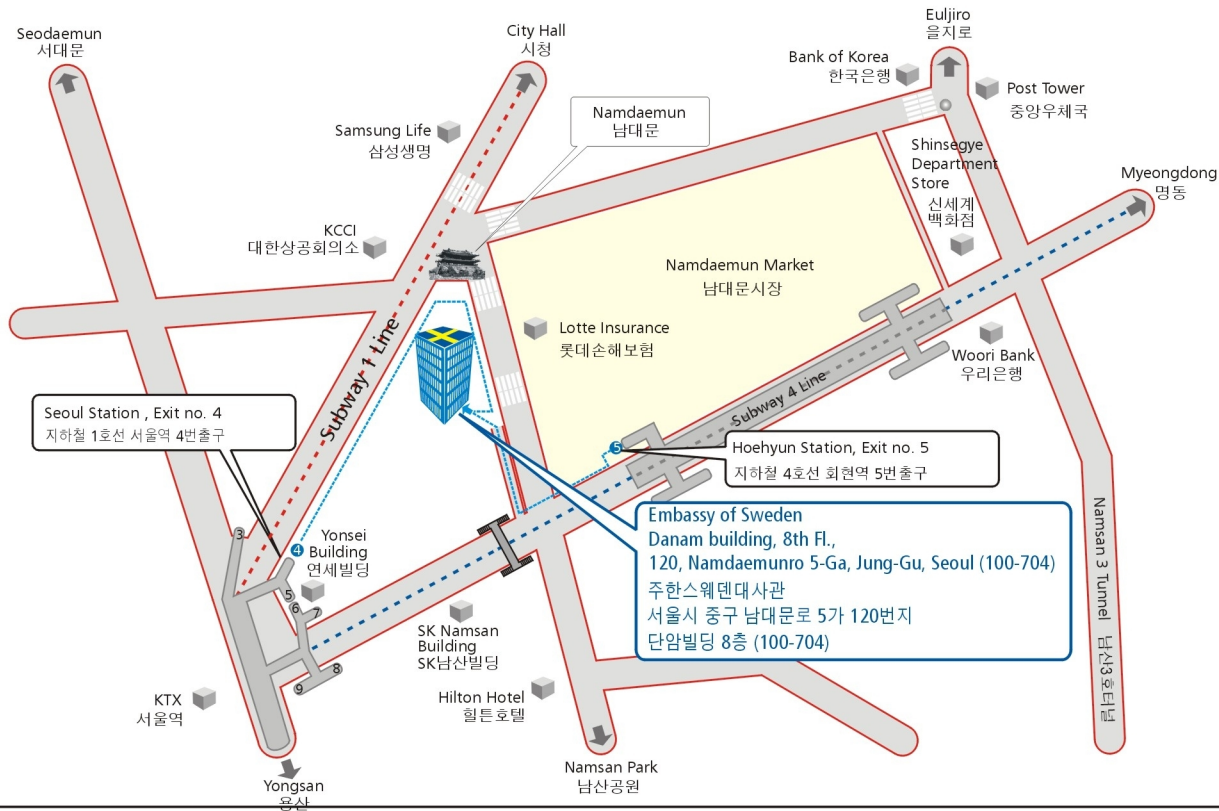 Seodaemun
서대문
City Hall
시청
Euljiro
을지로
Bank of Korea
한국은행
Post Tower
중앙우체국
Namdaemun
남대문
Samsung Life
삼성생명
Shinsegye
Department
Store
신세계
백화점
Myeongdong
명동
KCCI
대한상공회의소
Namdaemun Market
남대문시장
Lotte Insurance
롯데손해보험
Woori Bank
우리은행
Subway 1 Line
Subway 4 Line
Seoul Station , Exit no. 4
지하철 1호선 서울역 4번출구
Hoehyun Station, Exit no. 5
지하철 4호선 회현역 5번출구
5
Embassy of Sweden
Danam building, 8th Fl.,
120, Namdaemunro 5-Ga, Jung-Gu, Seoul (100-704)
주한스웨덴대사관
서울시 중구 남대문로 5가 120번지
단암빌딩 8층 (100-704)
Namsan 3 Tunnel 남산3호터널
3
4
Yonsei
Building
연세빌딩
5
6
7
8
9
SK Namsan
Building
SK남산빌딩
Hilton Hotel
힐튼호텔
KTX
서울역
Namsan Park
남산공원
Yongsan
용산